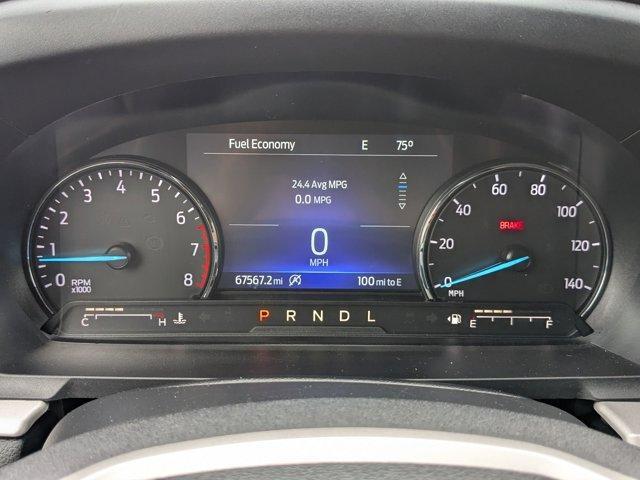 Fuel Economy E 75°
24.4 Avg MPG
0.0 MPG
0
MPH
67567.2 mi 100 mi to E
0 1 2 3 4 5 6 7 8
RPM
x1000
0 20 40 60 80 100 120 140
BRAKE
MPH
C H
P R N D L
E F